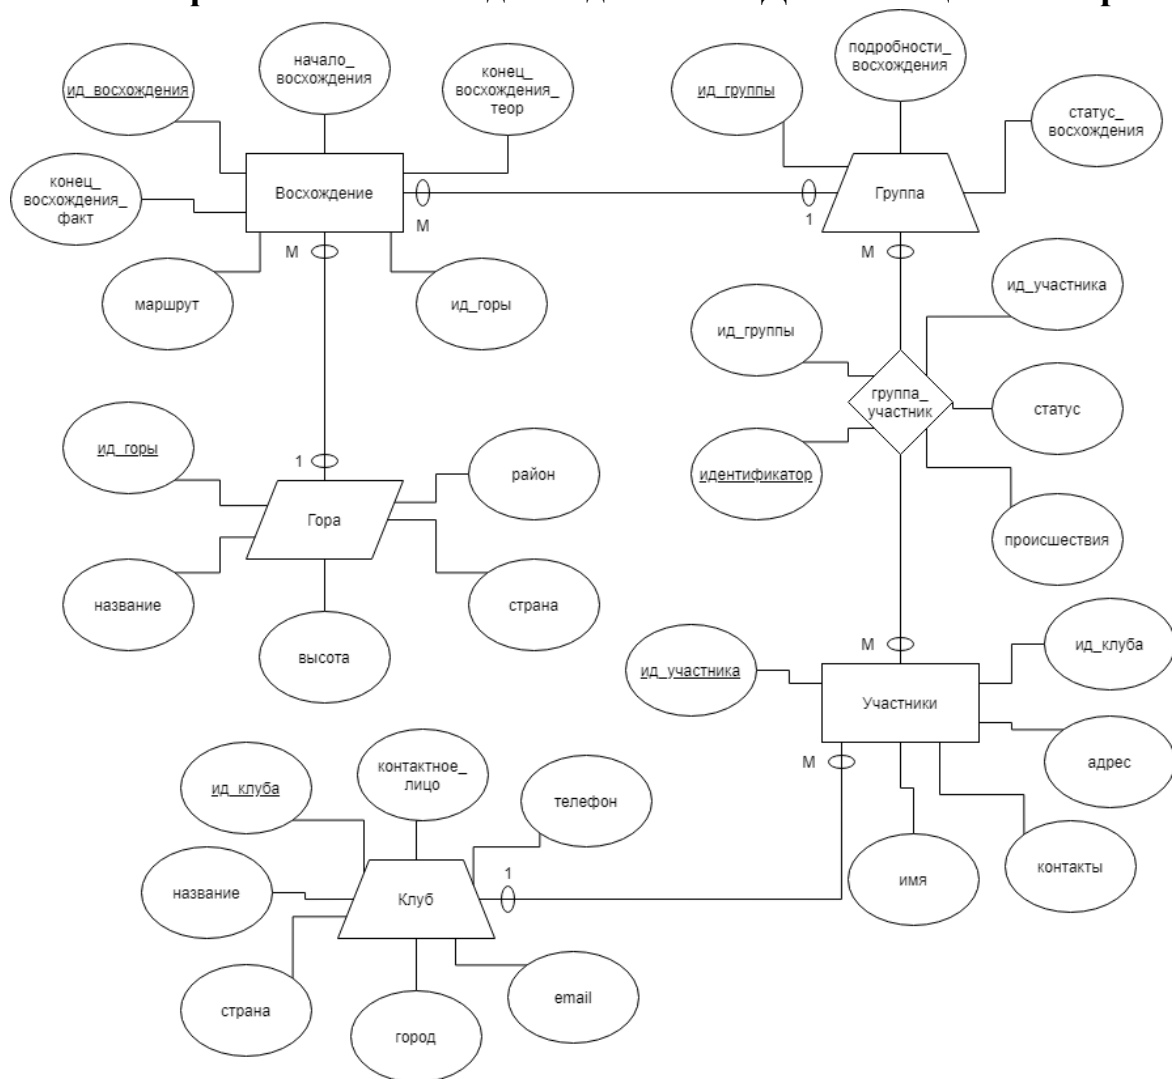 начало_
восхождения
ид_восхождения
конец_
восхождения_
теор
конец_
восхождения_
факт
Восхождение
М
М
маршрут
ид_горы
подробности_
восхождения
ид_группы
статус_
восхождения
Группа
1
М
ид_участника
ид_группы
группа_
участник
статус
идентификатор
происшествия
ид_горы
1
район
Гора
название
страна
высота
М
ид_участника
ид_клуба
Участники
М
адрес
контакты
имя
ид_клуба
контактное_
лицо
телефон
название
Клуб
1
страна
город
email